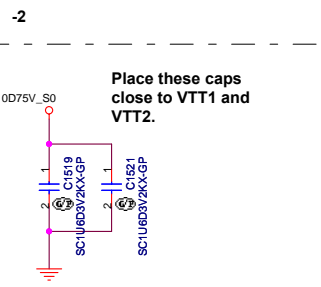 -2
Place these caps
close to VTT1 and
VTT2.
0D75V_S0
1
2
C1519
SC1U6D3V2KX-GP
1
2
C1521
SC1U6D3V2KX-GP